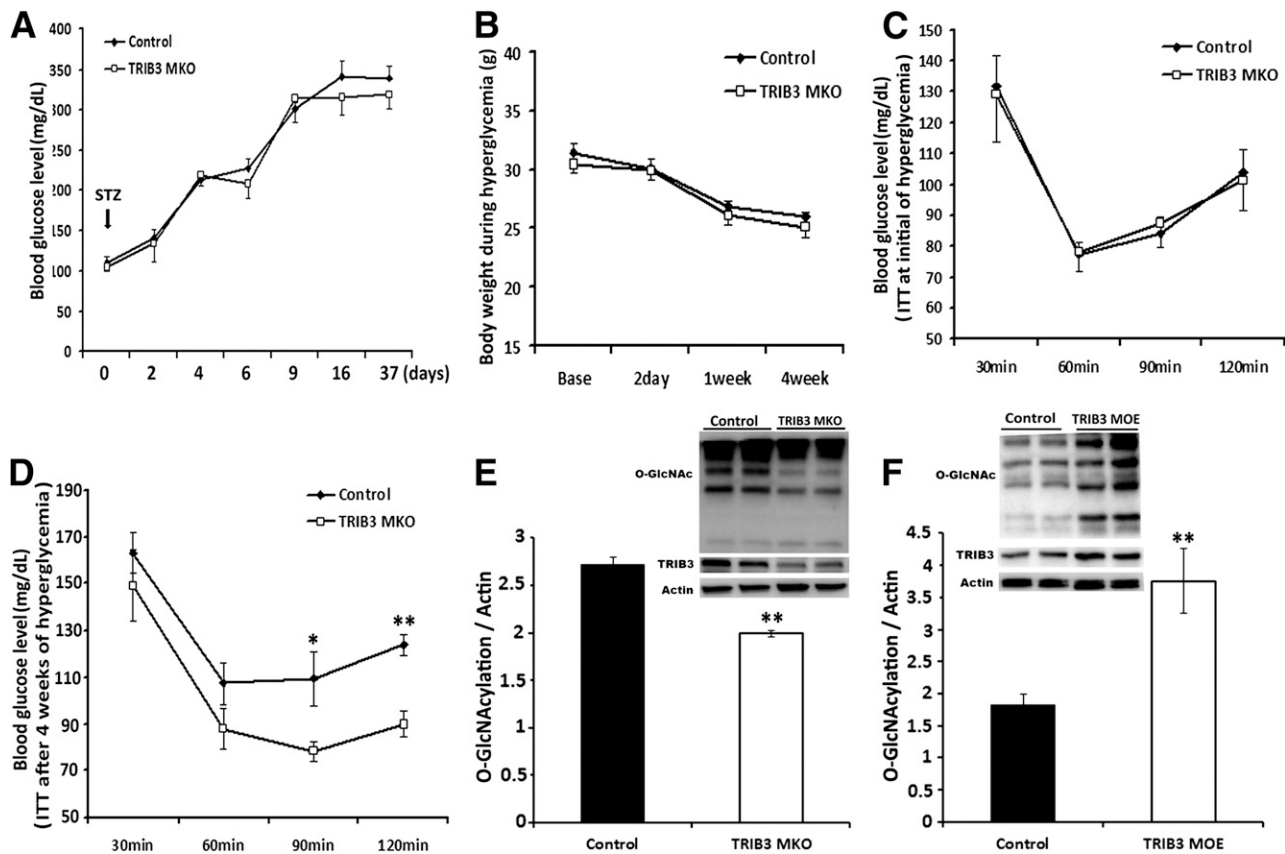 A
Blood glucose level (mg/dL)
400
350
300
250
200
150
100
50
0
Control
TRIB3 MKO
STZ
0 2 4 6 9 16 37 (days)
B
Body weight during hyperglycemia (g)
40
35
30
25
20
15
Control
TRIB3 MKO
Base 2day 1week 4week
C
Blood glucose level (mg/dL)
( ITT at initial of hyperglycemia)
150
140
130
120
110
100
90
80
70
60
50
Control
TRIB3 MKO
30min 60min 90min 120min
D
Blood glucose level (mg/dL)
( ITT after 4 weeks of hyperglycemia)
190
170
150
130
110
90
70
50
Control
TRIB3 MKO
*
**
30min 60min 90min 120min
E
Control TRIB3 MKO
O-GlcNAc
TRIB3
Actin
O-GlcNAcylation / Actin
3
2.5
2
1.5
1
0.5
0
**
Control TRIB3 MKO
F
Control TRIB3 MOE
O-GlcNAc
TRIB3
Actin
O-GlcNAcylation / Actin
4.5
4
3.5
3
2.5
2
1.5
1
0.5
0
**
Control TRIB3 MOE